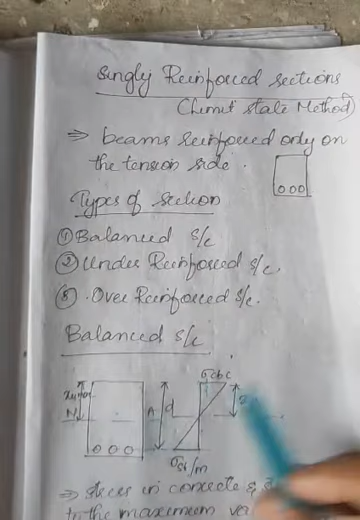 Singly Reinforced sections
(Limit state Method)
⇒ beams reinforced only on
the tension side.
Types of section
① Balanced s/c
② Under Reinforced s/c.
③ Over Reinforced s/c.
Balanced s/c
σcbc
N A d
σst/m
⇒ stress in concrete &
to the maximum